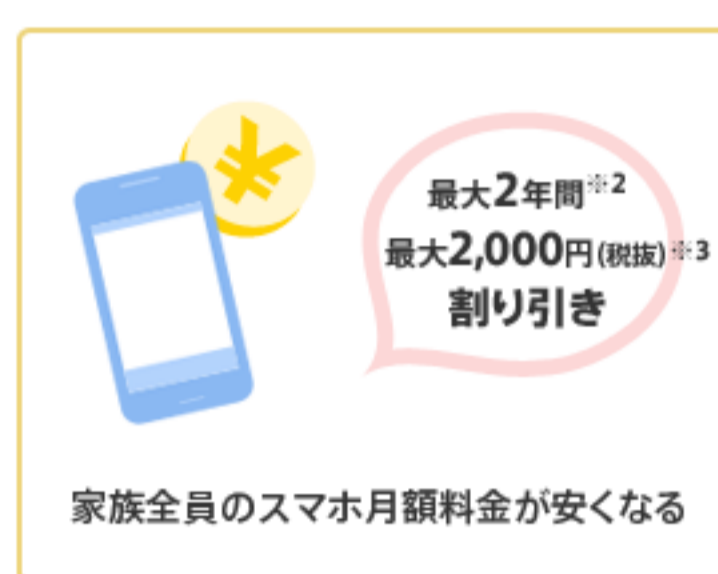 ¥
最大2年間※2
最大2,000円(税抜)※3
割り引き
家族全員のスマホ月額料金が安くなる